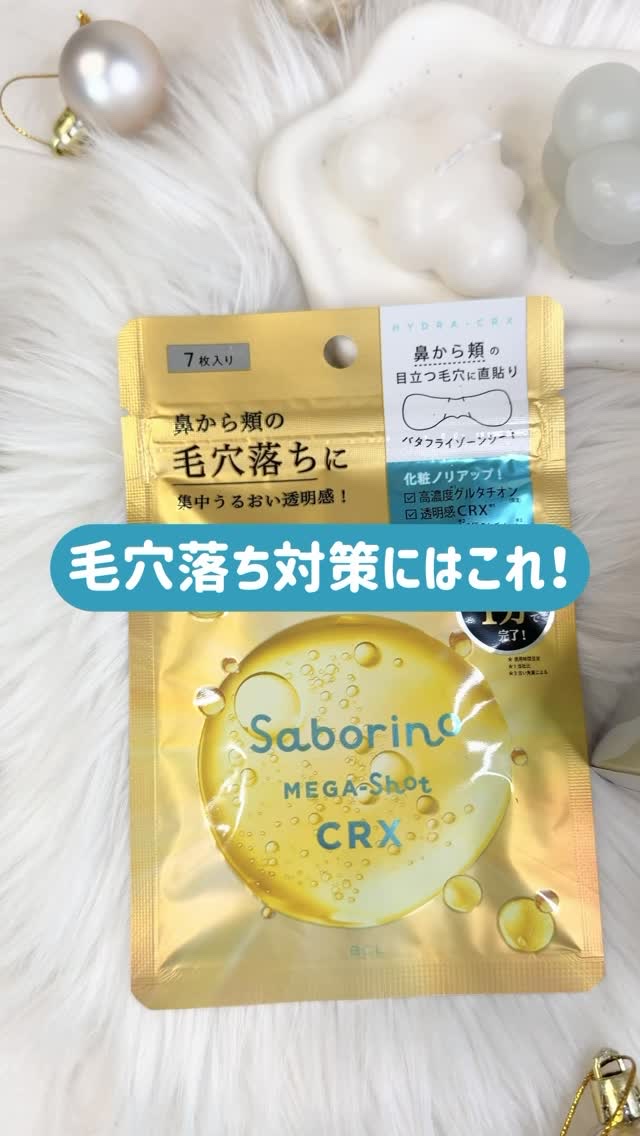 HYDRA-CRX
7枚入り
鼻から頬の
目立つ毛穴に直貼り
鼻から頬の
毛穴落ちに
集中うるおい透明感!
バタフライゾーンシート
化粧ノリアップ!
☑高濃度グルタチオン
☑透明感CRX
毛穴落ち対策にはこれ!
完了!
Saborino
MEGA-Shot
CRX
BCL